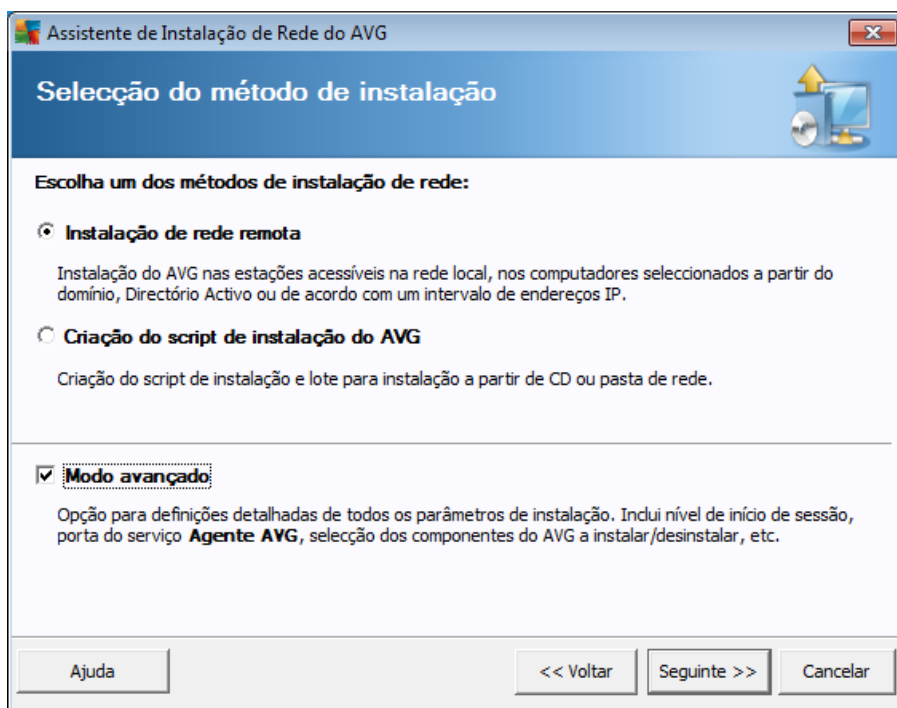 Assistente de Instalação de Rede do AVG
Selecção do método de instalação
Escolha um dos métodos de instalação de rede:
Instalação de rede remota
Instalação do AVG nas estações acessíveis na rede local, nos computadores seleccionados a partir do
domínio, Directório Activo ou de acordo com um intervalo de endereços IP.
Criação do script de instalação do AVG
Criação do script de instalação e lote para instalação a partir de CD ou pasta de rede.
Modo avançado
Opção para definições detalhadas de todos os parâmetros de instalação. Inclui nível de início de sessão,
porta do serviço Agente AVG, selecção dos componentes do AVG a instalar/desinstalar, etc.
Ajuda << Voltar Seguinte >> Cancelar